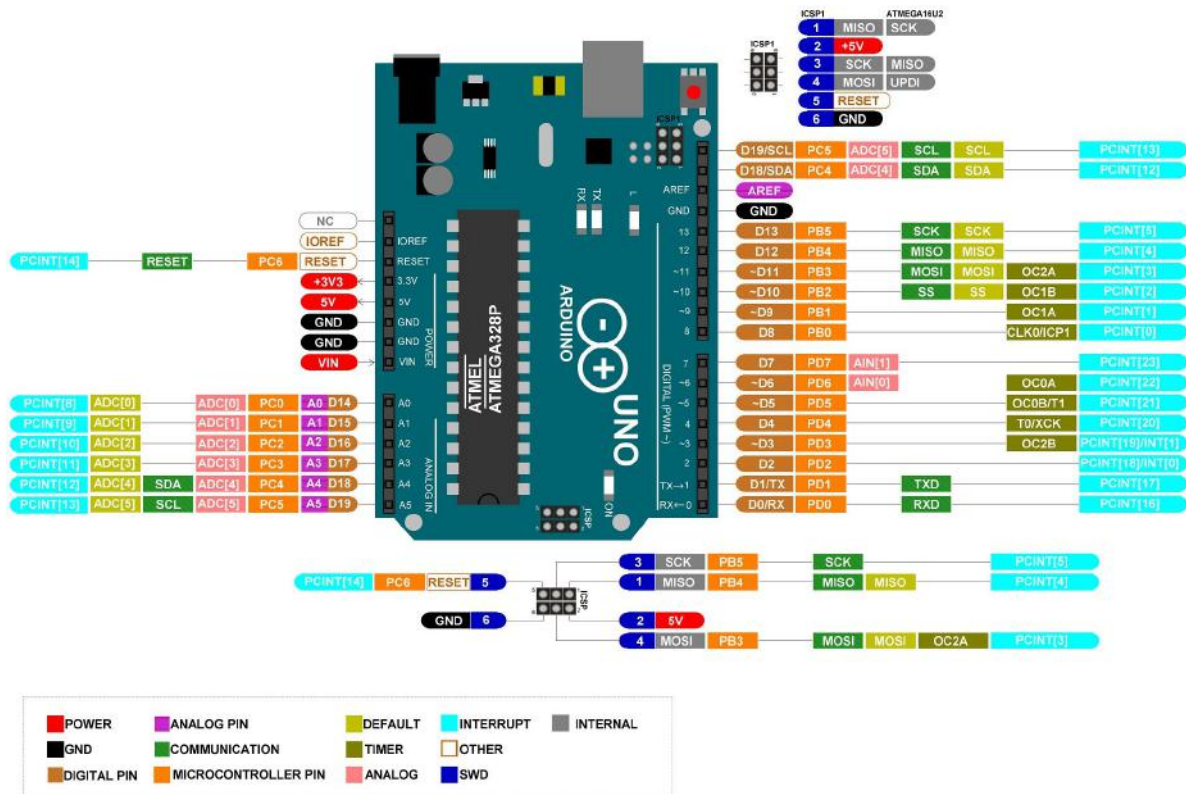 ICSP1 ATMEGA16U2
1 MISO SCK
2 +5V
3 SCK MISO
4 MOSI UPDI
5 RESET
6 GND
ICSP1
ICSP1
D19/SCL PC5 ADC[5] SCL SCL PCINT[13]
D18/SDA PC4 ADC[4] SDA SDA PCINT[12]
AREF AREF
GND GND
13 D13 PB5 SCK SCK PCINT[5]
12 D12 PB4 MISO MISO PCINT[4]
~11 ~D11 PB3 MOSI MOSI OC2A PCINT[3]
~10 ~D10 PB2 SS SS OC1B PCINT[2]
~9 ~D9 PB1 OC1A PCINT[1]
8 D8 PB0 CLK0/ICP1 PCINT[0]
7 D7 PD7 AIN[1] PCINT[23]
~6 ~D6 PD6 AIN[0] OC0A PCINT[22]
~5 ~D5 PD5 OC0B/T1 PCINT[21]
4 D4 PD4 T0/XCK PCINT[20]
~3 ~D3 PD3 OC2B PCINT[19]/INT[1]
2 D2 PD2 PCINT[18]/INT[0]
TX→1 D1/TX PD1 TXD PCINT[17]
RX←0 D0/RX PD0 RXD PCINT[16]
DIGITAL (PWM ~)
RX
TX
L
NC
IOREF IOREF
PCINT[14] RESET PC6 RESET RESET
+3V3 3.3V
5V 5V
GND GND
GND GND
VIN VIN
POWER
PCINT[8] ADC[0] ADC[0] PC0 A0 D14 A0
PCINT[9] ADC[1] ADC[1] PC1 A1 D15 A1
PCINT[10] ADC[2] ADC[2] PC2 A2 D16 A2
PCINT[11] ADC[3] ADC[3] PC3 A3 D17 A3
PCINT[12] ADC[4] SDA ADC[4] PC4 A4 D18 A4
PCINT[13] ADC[5] SCL ADC[5] PC5 A5 D19 A5
ANALOG IN
ATMEL
ATMEGA328P
ARDUINO
UNO
ON
ICSP
3 SCK PB5 SCK PCINT[5]
PCINT[14] PC6 RESET 5
1 MISO PB4 MISO MISO PCINT[4]
ICSP
GND 6
2 5V
4 MOSI PB3 MOSI MOSI OC2A PCINT[3]
POWER ANALOG PIN DEFAULT INTERRUPT INTERNAL
GND COMMUNICATION TIMER OTHER
DIGITAL PIN MICROCONTROLLER PIN ANALOG SWD